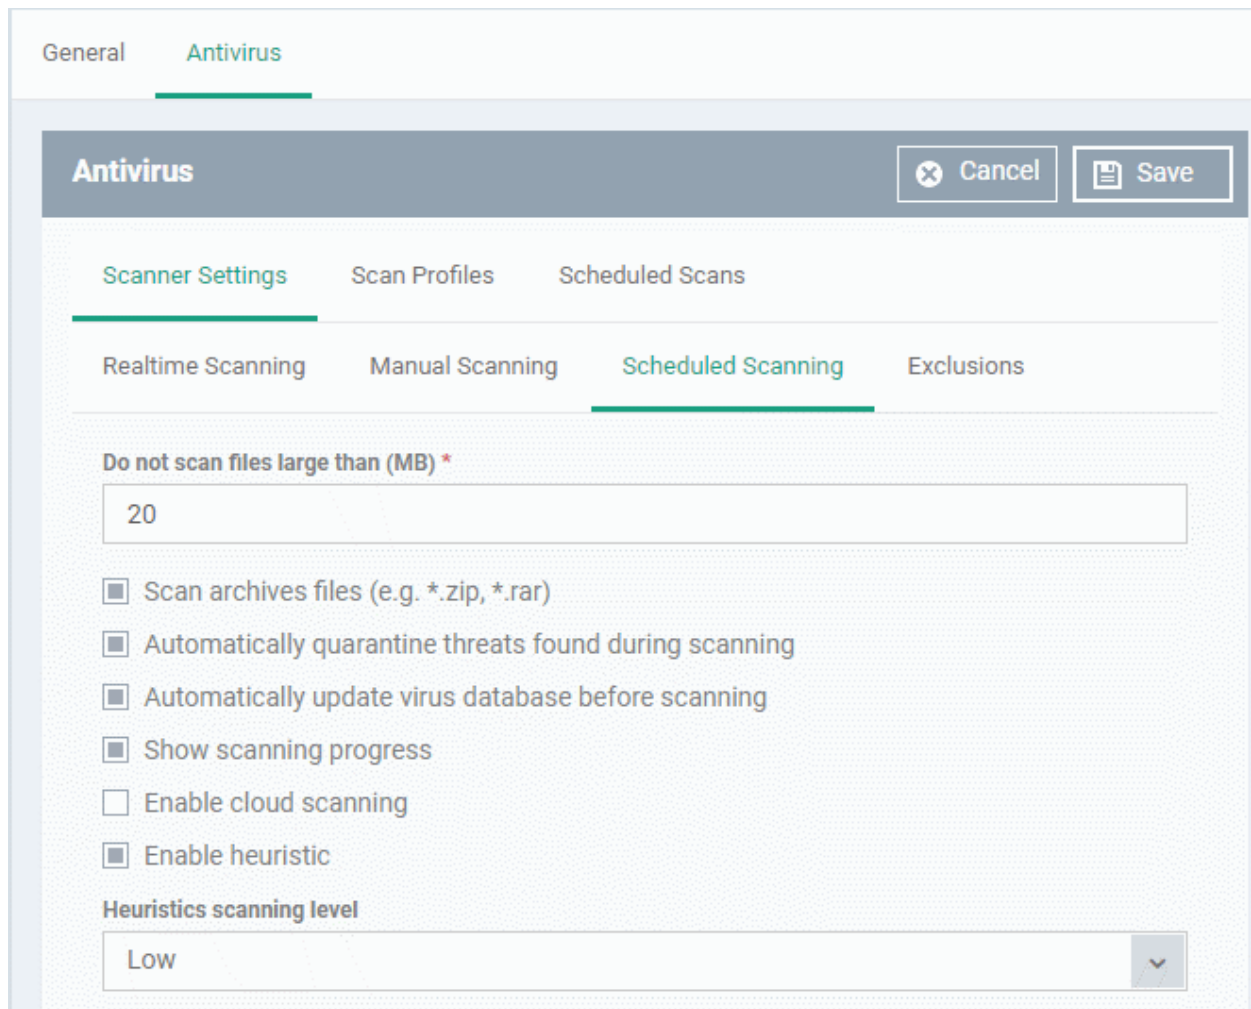 General Antivirus
Antivirus Cancel Save
Scanner Settings Scan Profiles Scheduled Scans
Realtime Scanning Manual Scanning Scheduled Scanning Exclusions
Do not scan files large than (MB) *
20
Scan archives files (e.g. *.zip, *.rar)
Automatically quarantine threats found during scanning
Automatically update virus database before scanning
Show scanning progress
Enable cloud scanning
Enable heuristic
Heuristics scanning level
Low